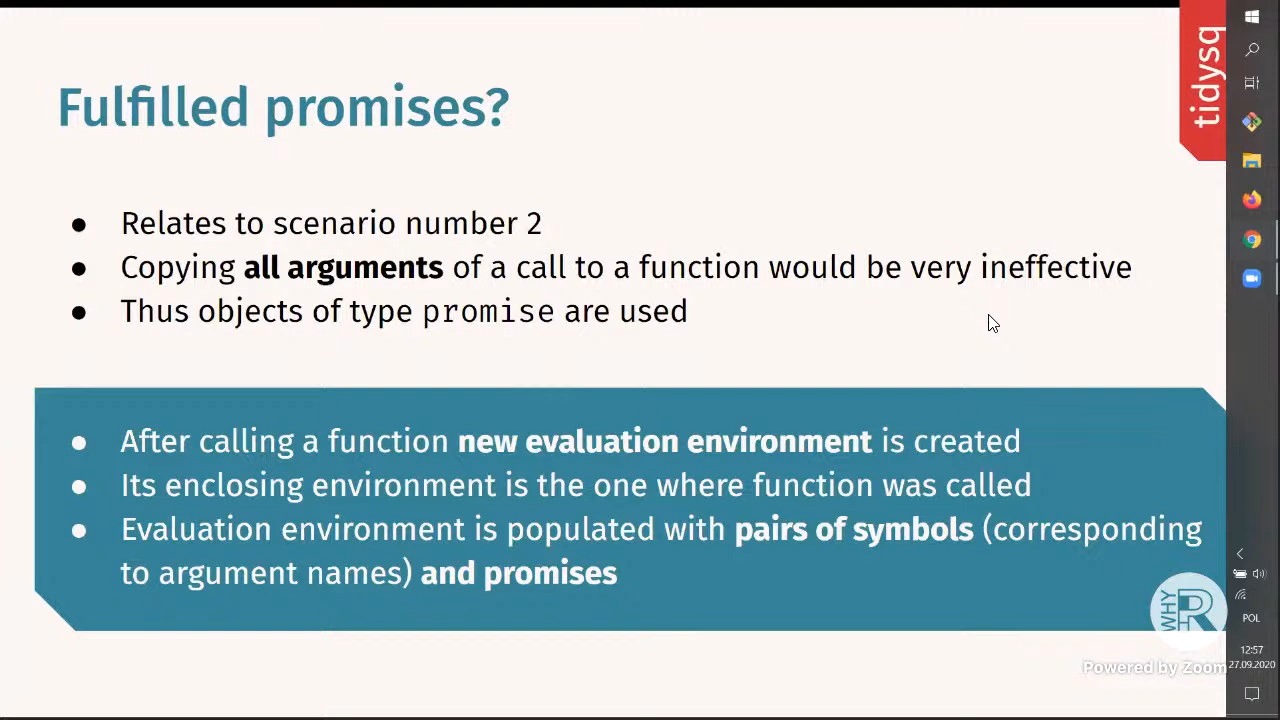 tidysq
Fulfilled promises?
● Relates to scenario number 2
● Copying all arguments of a call to a function would be very ineffective
● Thus objects of type promise are used
● After calling a function new evaluation environment is created
● Its enclosing environment is the one where function was called
● Evaluation environment is populated with pairs of symbols (corresponding
to argument names) and promises
WHY R
Powered by Zoom
POL
12:57
27.09.2020